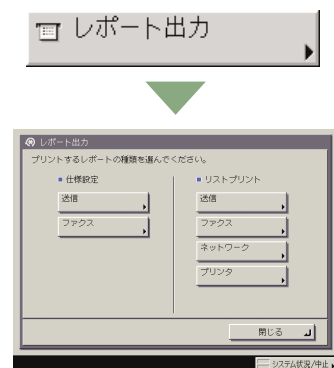 レポート出力
レポート出力
プリントするレポートの種類を選んでください。
■ 仕様設定
送信
ファクス
■ リストプリント
送信
ファクス
ネットワーク
プリンタ
閉じる
システム状況/中止